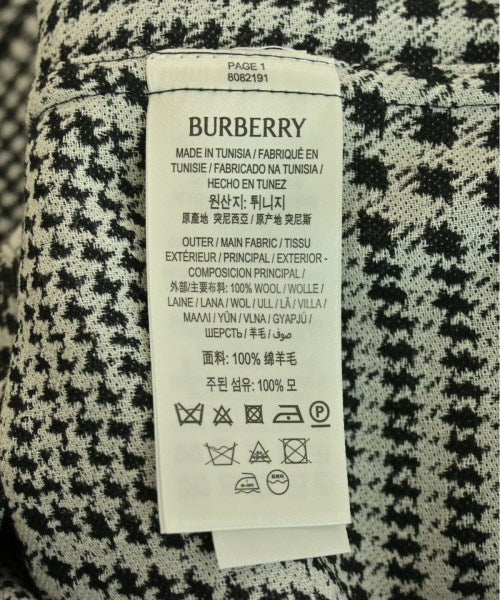 PAGE 1
8082191
BURBERRY
MADE IN TUNISIA / FABRIQUÉ EN
TUNISIE / FABRICADO NA TUNISIA /
HECHO EN TUNEZ
원산지: 튀니지
原產地 突尼西亞 / 原产地 突尼斯
OUTER / MAIN FABRIC / TISSU
EXTÉRIEUR / PRINCIPAL / EXTERIOR -
COMPOSICION PRINCIPAL /
外部/主要布料: 100% WOOL / WOLLE /
LAINE / LANA / WOL / ULL / LÃ / VILLA /
ΜΑΛΛΙ / YŪN / VLNA / GYAPJÚ /
ШЕРСТЬ / 羊毛 / صوف
面料: 100% 绵羊毛
주된 섬유: 100% 모
P